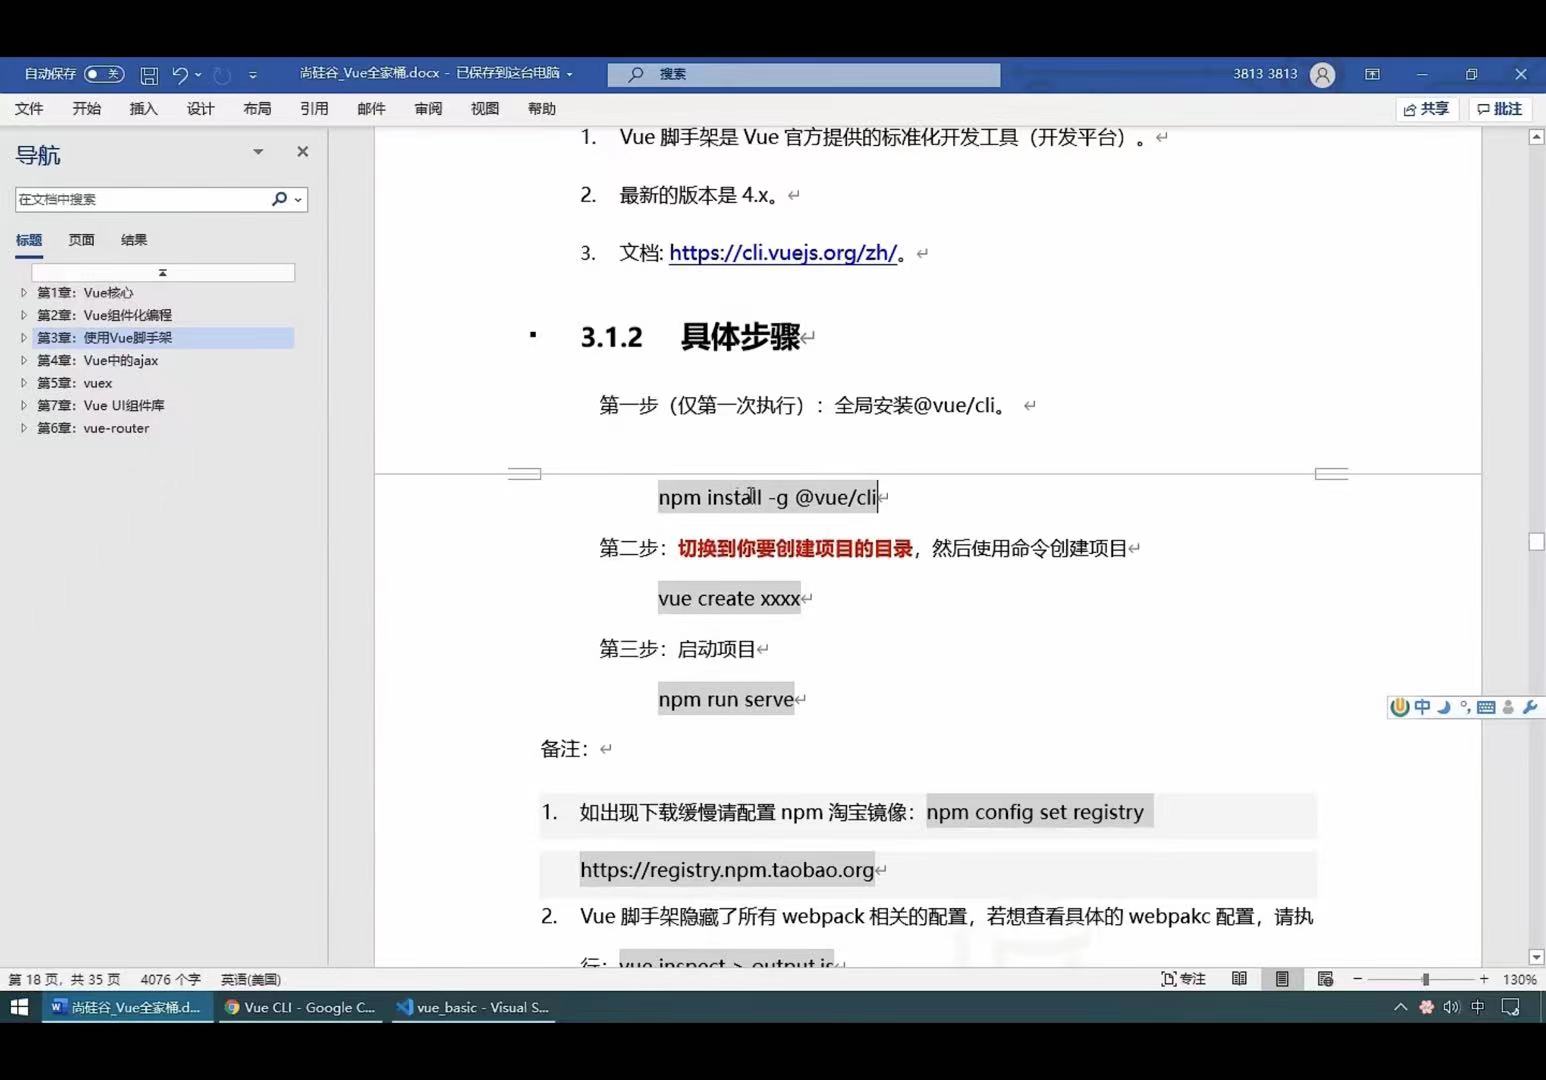 自动保存 关 尚硅谷_Vue全家桶.docx - 已保存到这台电脑 搜索 3813 3813
文件 开始 插入 设计 布局 引用 邮件 审阅 视图 帮助 共享 批注
导航
在文档中搜索
标题 页面 结果
第1章：Vue核心
第2章：Vue组件化编程
第3章：使用Vue脚手架
第4章：Vue中的ajax
第5章：vuex
第7章：Vue UI组件库
第6章：vue-router
1. Vue 脚手架是 Vue 官方提供的标准化开发工具（开发平台）。
2. 最新的版本是 4.x。
3. 文档: https://cli.vuejs.org/zh/。
3.1.2 具体步骤
第一步（仅第一次执行）：全局安装@vue/cli。
npm install -g @vue/cli
第二步：切换到你要创建项目的目录，然后使用命令创建项目
vue create xxxx
第三步：启动项目
npm run serve
备注：
1. 如出现下载缓慢请配置 npm 淘宝镜像：npm config set registry
https://registry.npm.taobao.org
2. Vue 脚手架隐藏了所有 webpack 相关的配置，若想查看具体的 webpakc 配置，请执
行：vue inspect > output.js
中
第 18 页，共 35 页 4076 个字 英语(美国) 专注 130%
尚硅谷_Vue全家桶.d... Vue CLI - Google C... vue_basic - Visual S... 中